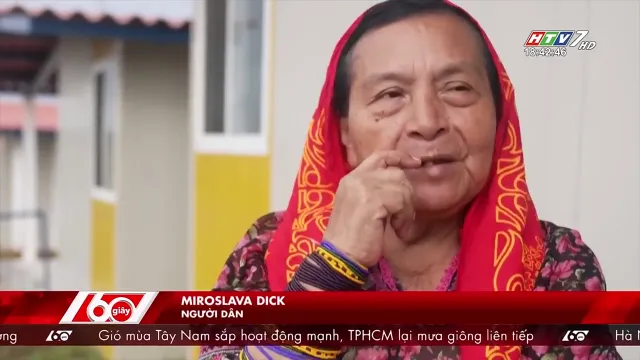 HTV7 HD
18:42:46
60 giây
MIROSLAVA DICK
NGƯỜI DÂN
Gió mùa Tây Nam sắp hoạt động mạnh, TPHCM lại mưa giông liên tiếp
Hà N